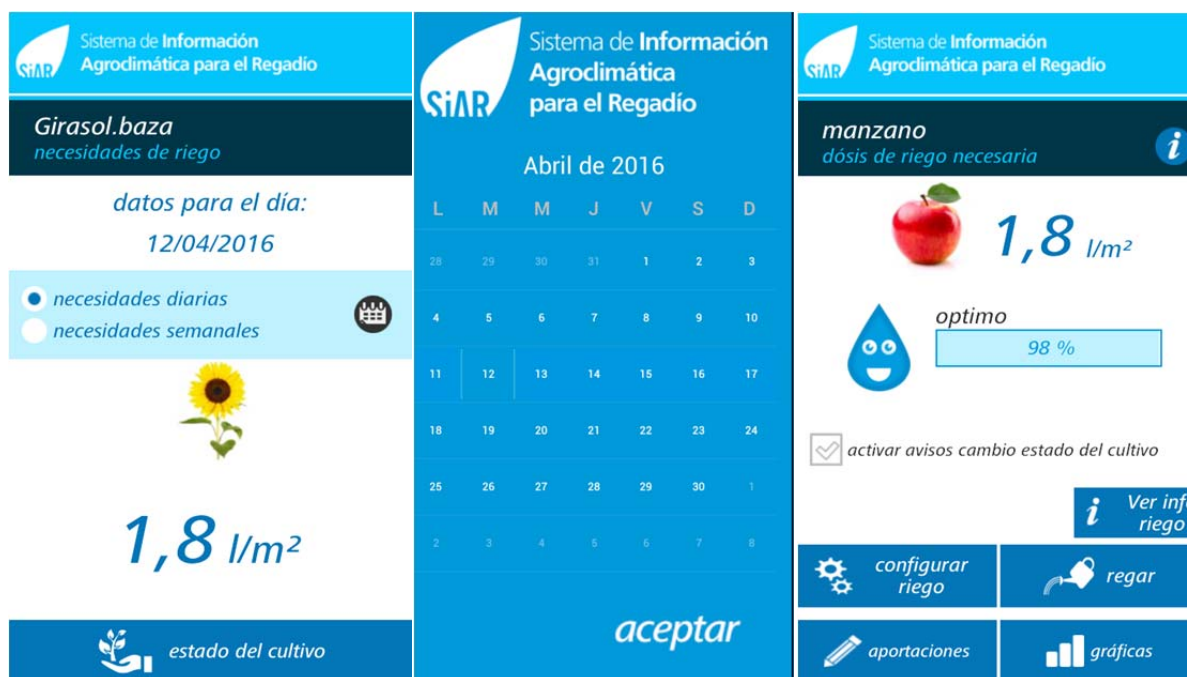 SiAR
Sistema de Información
Agroclimática para el Regadío
Girasol.baza
necesidades de riego
datos para el día:
12/04/2016
necesidades diarias
necesidades semanales
1,8 l/m²
estado del cultivo
SiAR
Sistema de Información
Agroclimática
para el Regadío
Abril de 2016
L M M J V S D
28 29 30 31 1 2 3
4 5 6 7 8 9 10
11 12 13 14 15 16 17
18 19 20 21 22 23 24
25 26 27 28 29 30 1
2 3 4 5 6 7 8
aceptar
SiAR
Sistema de Información
Agroclimática para el Regadío
manzano
dósis de riego necesaria
i
1,8 l/m²
optimo
98 %
activar avisos cambio estado del cultivo
i
Ver inf
riego
configurar
riego
regar
aportaciones
gráficas